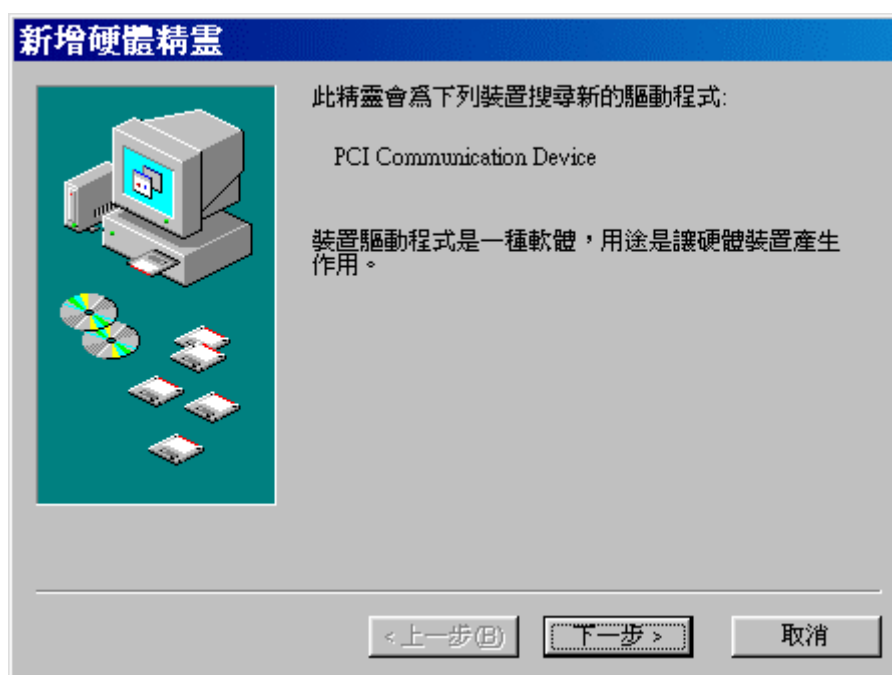 新增硬體精靈
此精靈會為下列裝置搜尋新的驅動程式:
PCI Communication Device
裝置驅動程式是一種軟體，用途是讓硬體裝置產生
作用。
<上一步(B)
下一步 >
取消